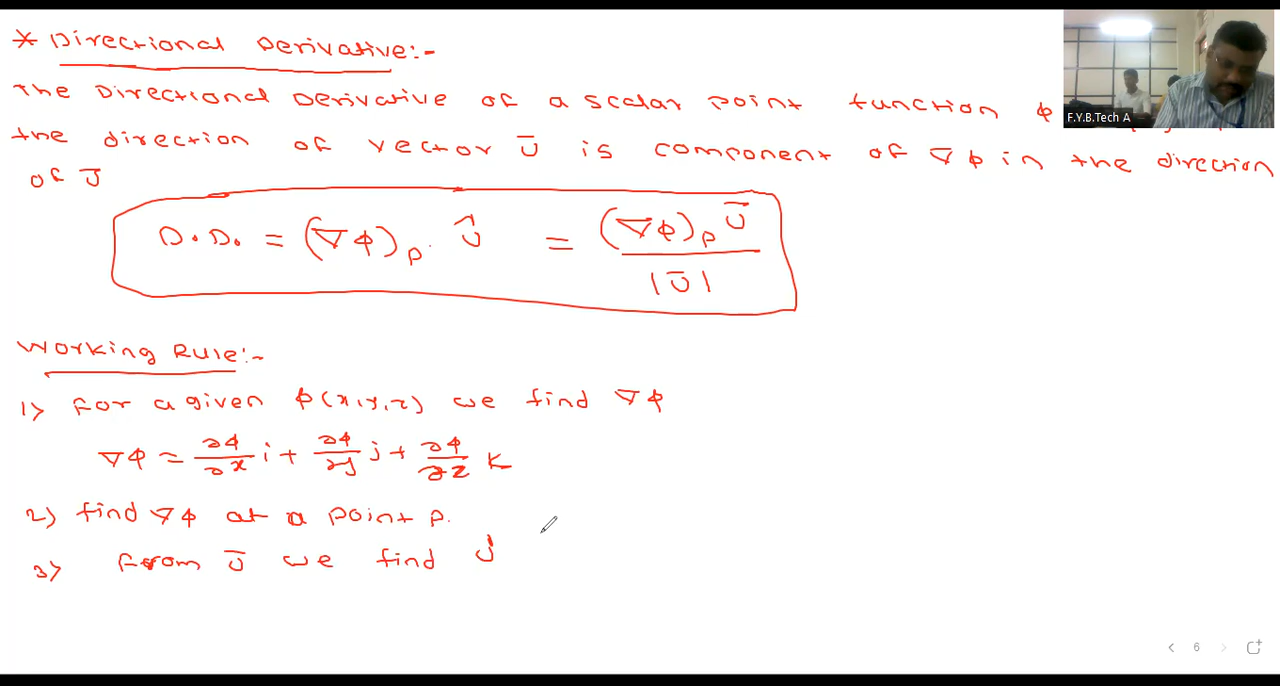 * Directional Derivative:-
The Directional Derivative of a scalar point function ϕ
the direction of vector ū is component of ∇ϕ in the direction
of ū
D.D. = (∇ϕ)p . û = (∇ϕ)p ū / |ū|
Working Rule:-
1) For a given ϕ(x,y,z) we find ∇ϕ
∇ϕ = ∂ϕ/∂x i + ∂ϕ/∂y j + ∂ϕ/∂z k
2) find ∇ϕ at a point P.
3) From ū we find
F.Y.B.Tech A
6